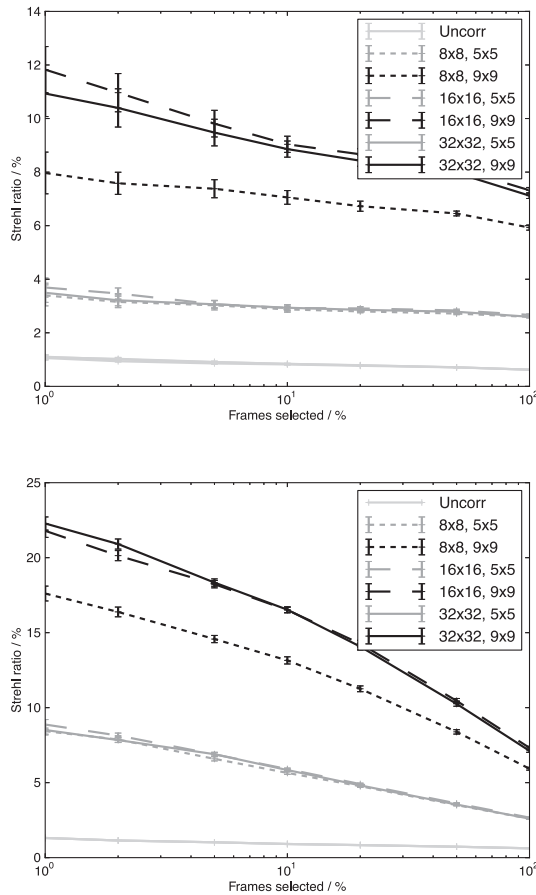 14
12
10
8
6
4
2
0
Strehl ratio / %
10^0
10^1
10^2
Frames selected / %
Uncorr
8x8, 5x5
8x8, 9x9
16x16, 5x5
16x16, 9x9
32x32, 5x5
32x32, 9x9
25
20
15
10
5
0
Strehl ratio / %
10^0
10^1
10^2
Frames selected / %
Uncorr
8x8, 5x5
8x8, 9x9
16x16, 5x5
16x16, 9x9
32x32, 5x5
32x32, 9x9